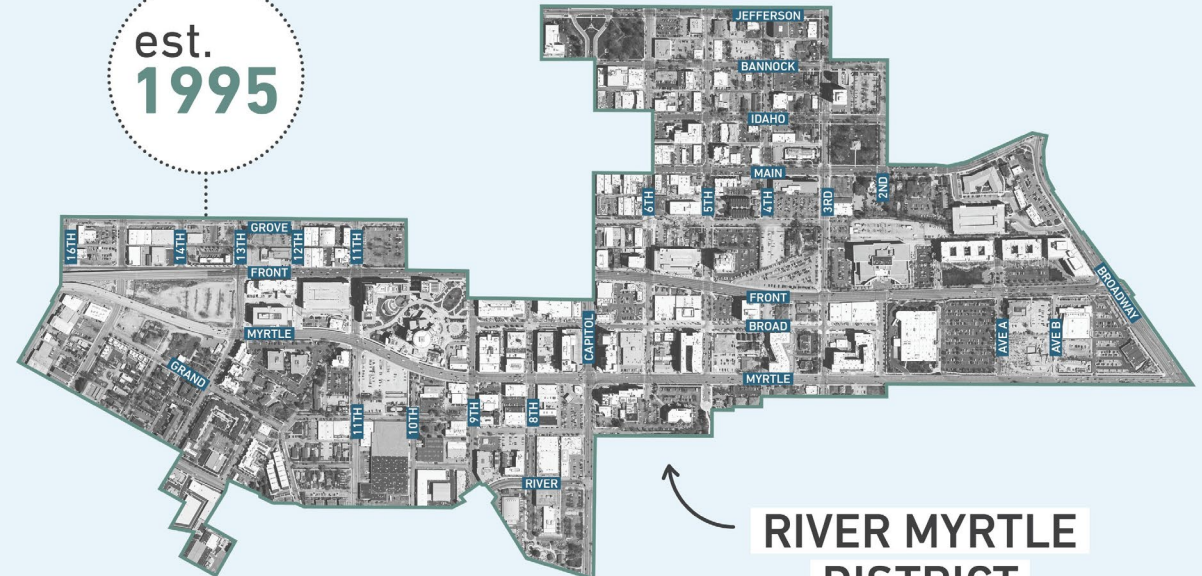 est.
1995
JEFFERSON
BANNOCK
IDAHO
MAIN
6TH
5TH
4TH
3RD
2ND
16TH
14TH
13TH
GROVE
12TH
11TH
FRONT
FRONT
BROADWAY
MYRTLE
CAPITOL
BROAD
AVE A
AVE B
GRAND
MYRTLE
11TH
10TH
9TH
8TH
RIVER
RIVER MYRTLE
DISTRICT